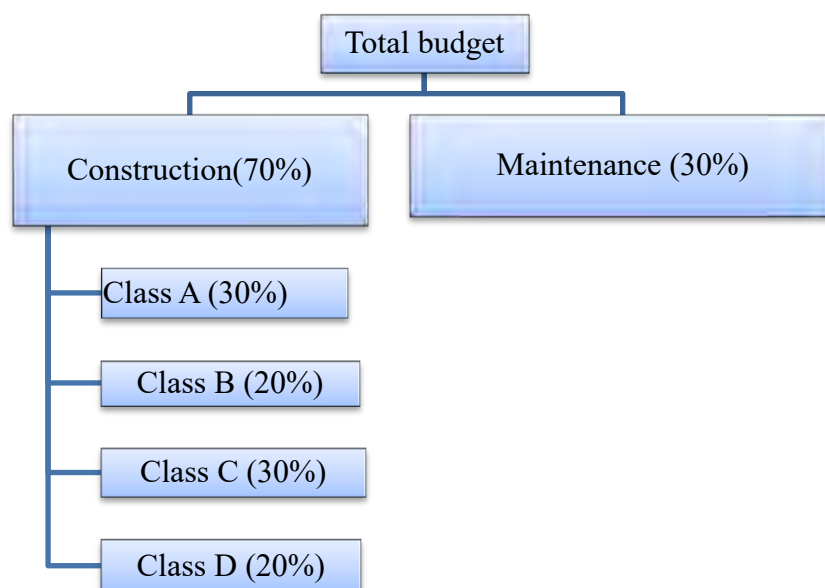 Total budget
Construction(70%)
Maintenance (30%)
Class A (30%)
Class B (20%)
Class C (30%)
Class D (20%)